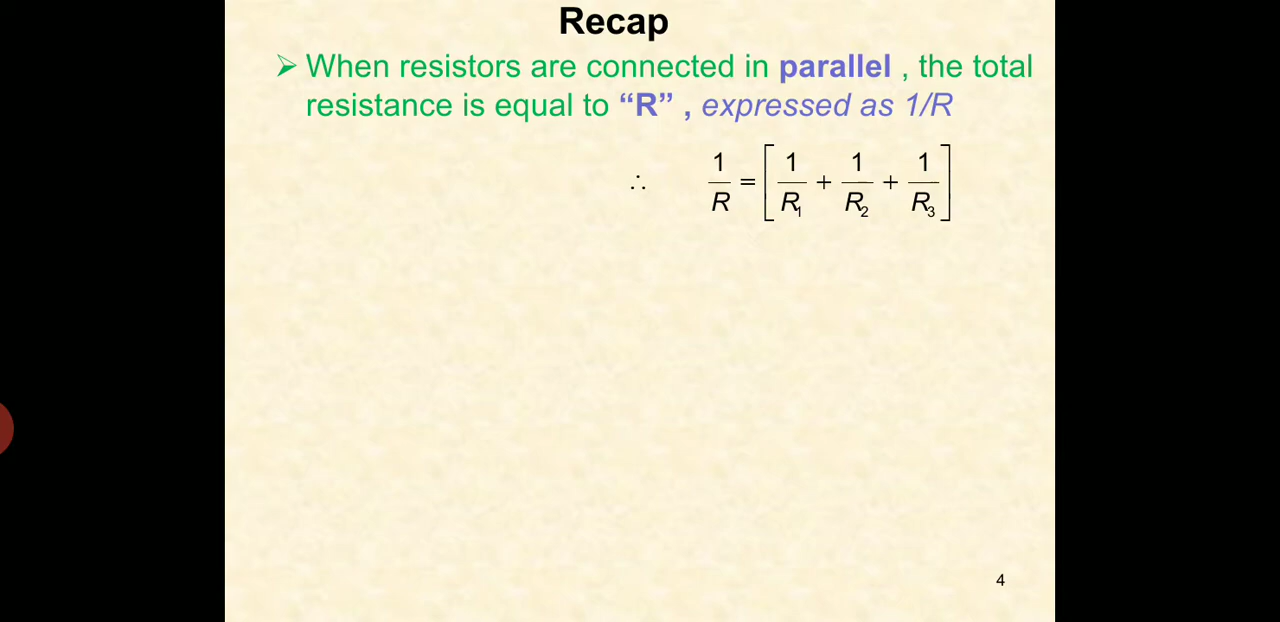 Recap
➢ When resistors are connected in parallel , the total
resistance is equal to “R” , expressed as 1/R
∴ 1/R = [1/R₁ + 1/R₂ + 1/R₃]
4